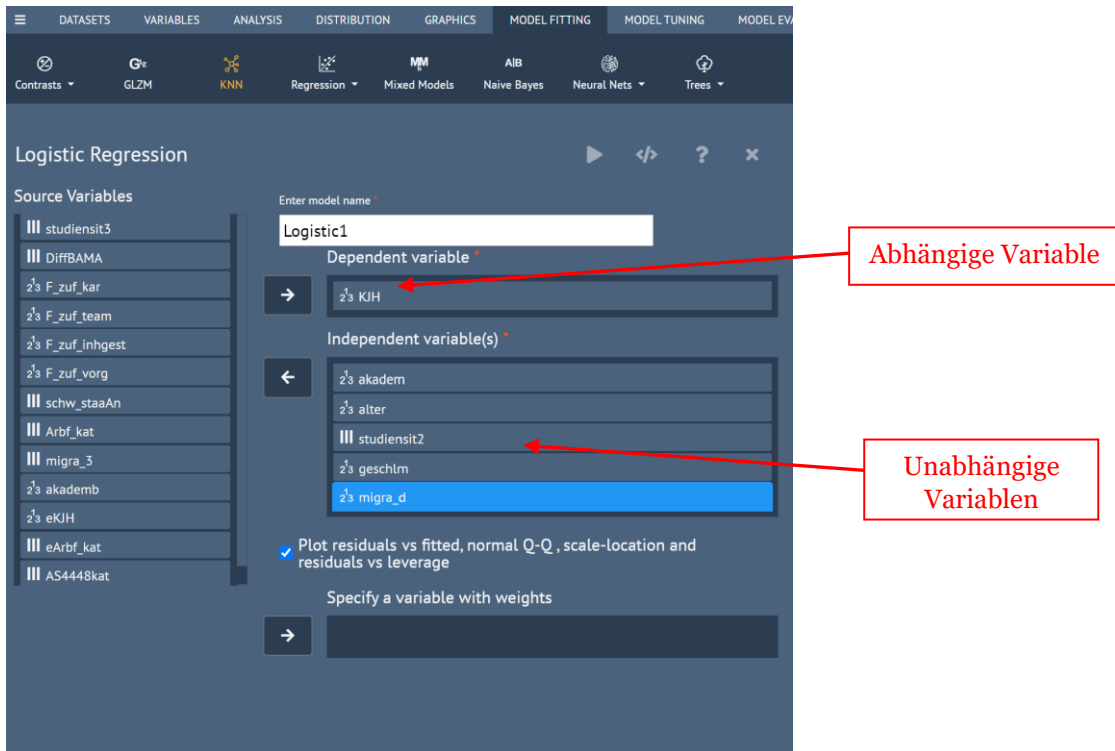 DATASETS VARIABLES ANALYSIS DISTRIBUTION GRAPHICS MODEL FITTING MODEL TUNING MODEL EVA
Contrasts GLZM KNN Regression Mixed Models Naive Bayes Neural Nets Trees
Logistic Regression
Source Variables
studiensit3
DiffBAMA
F_zuf_kar
F_zuf_team
F_zuf_inhgest
F_zuf_vorg
schw_staaAn
Arbf_kat
migra_3
akademb
eKJH
eArbf_kat
AS4448kat
Enter model name *
Logistic1
Dependent variable *
KJH
Independent variable(s) *
akadem
alter
studiensit2
geschlm
migra_d
Plot residuals vs fitted, normal Q-Q , scale-location and
residuals vs leverage
Specify a variable with weights
Abhängige Variable
Unabhängige
Variablen